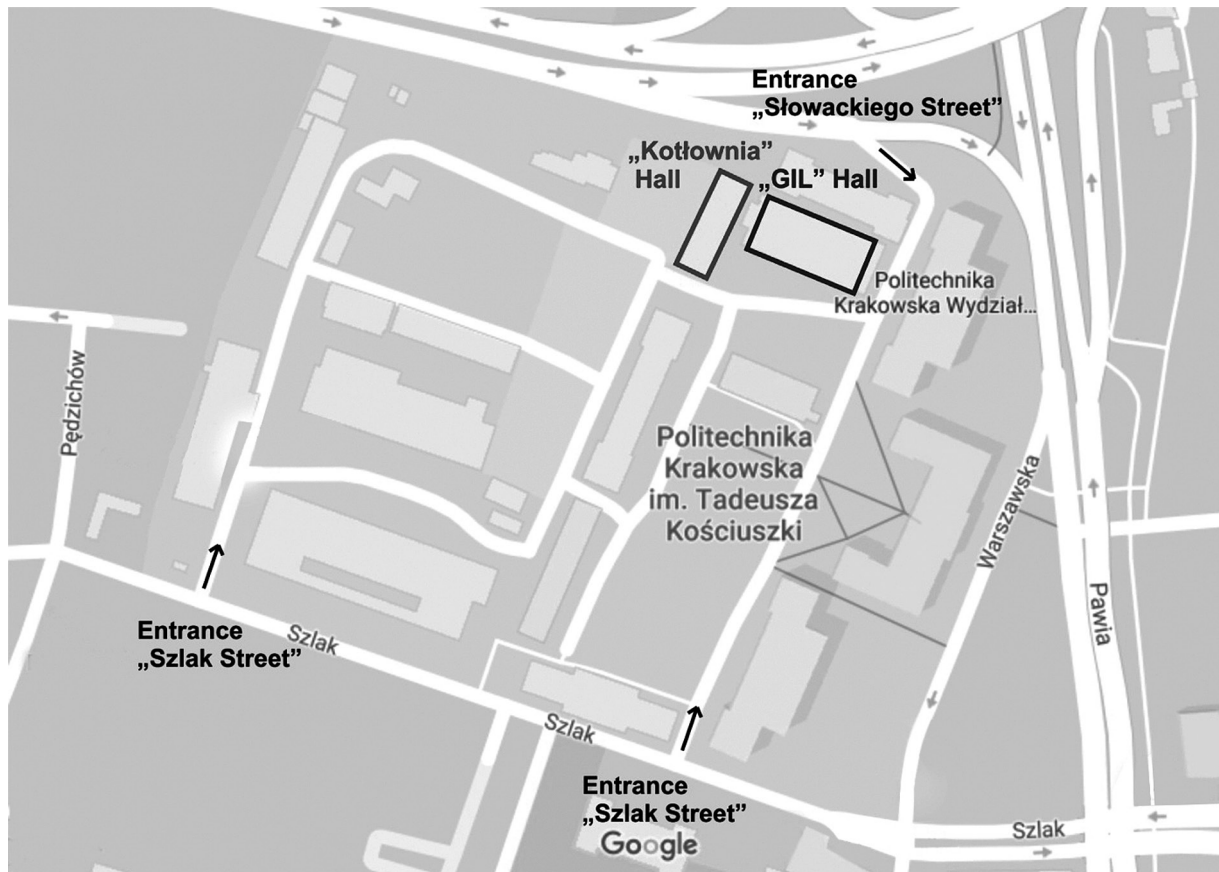 Entrance
„Słowackiego Street”
„Kotłownia”
Hall
„GIL” Hall
Politechnika
Krakowska Wydział...
Pędzichów
Politechnika
Krakowska
im. Tadeusza
Kościuszki
Warszawska
Pawia
Entrance
„Szlak Street”
Szlak
Szlak
Entrance
„Szlak Street”
Szlak
Google